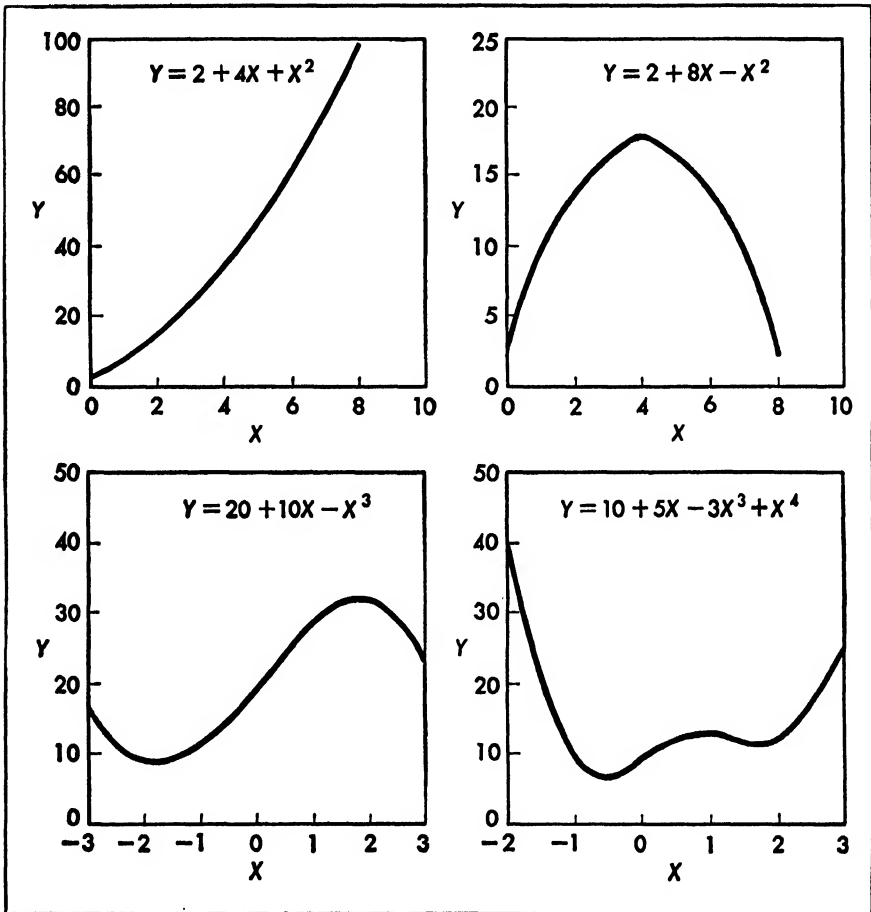 100
80
60
40
20
0
Y
Y = 2 + 4X + X²
0 2 4 6 8 10
X
25
20
15
10
5
0
Y
Y = 2 + 8X − X²
0 2 4 6 8 10
X
50
40
30
20
10
0
Y
Y = 20 + 10X − X³
−3 −2 −1 0 1 2 3
X
50
40
30
20
10
0
Y
Y = 10 + 5X − 3X³ + X⁴
−2 −1 0 1 2 3
X